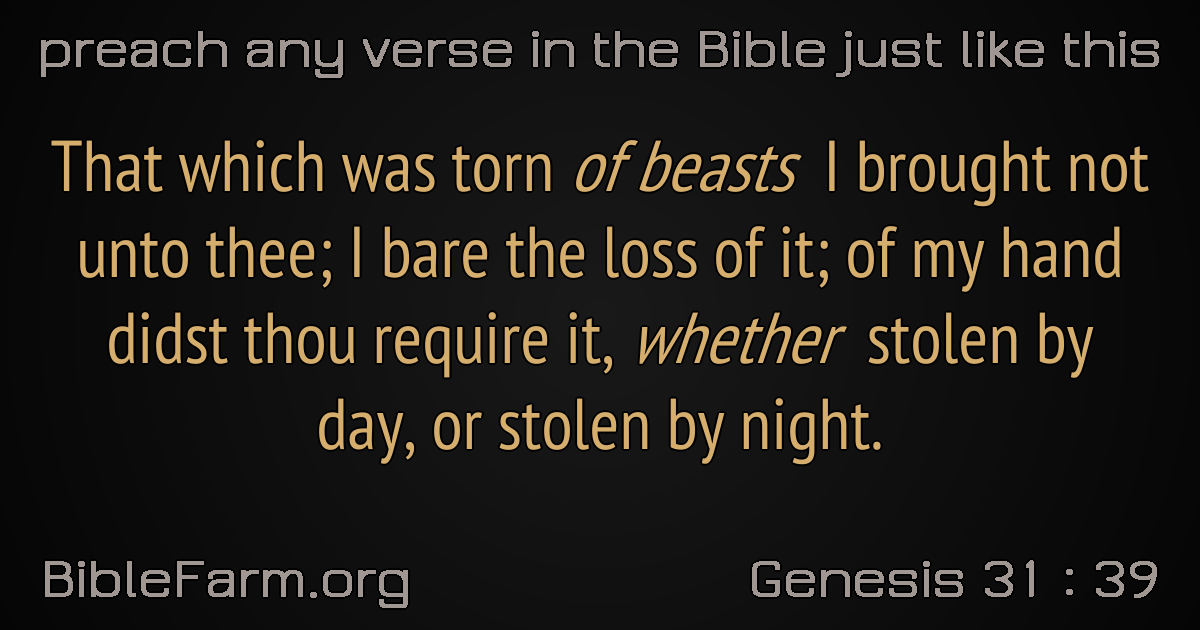 preach any verse in the Bible just like this
That which was torn of beasts I brought not
unto thee; I bare the loss of it; of my hand
didst thou require it, whether stolen by
day, or stolen by night.
BibleFarm.org
Genesis 31 : 39